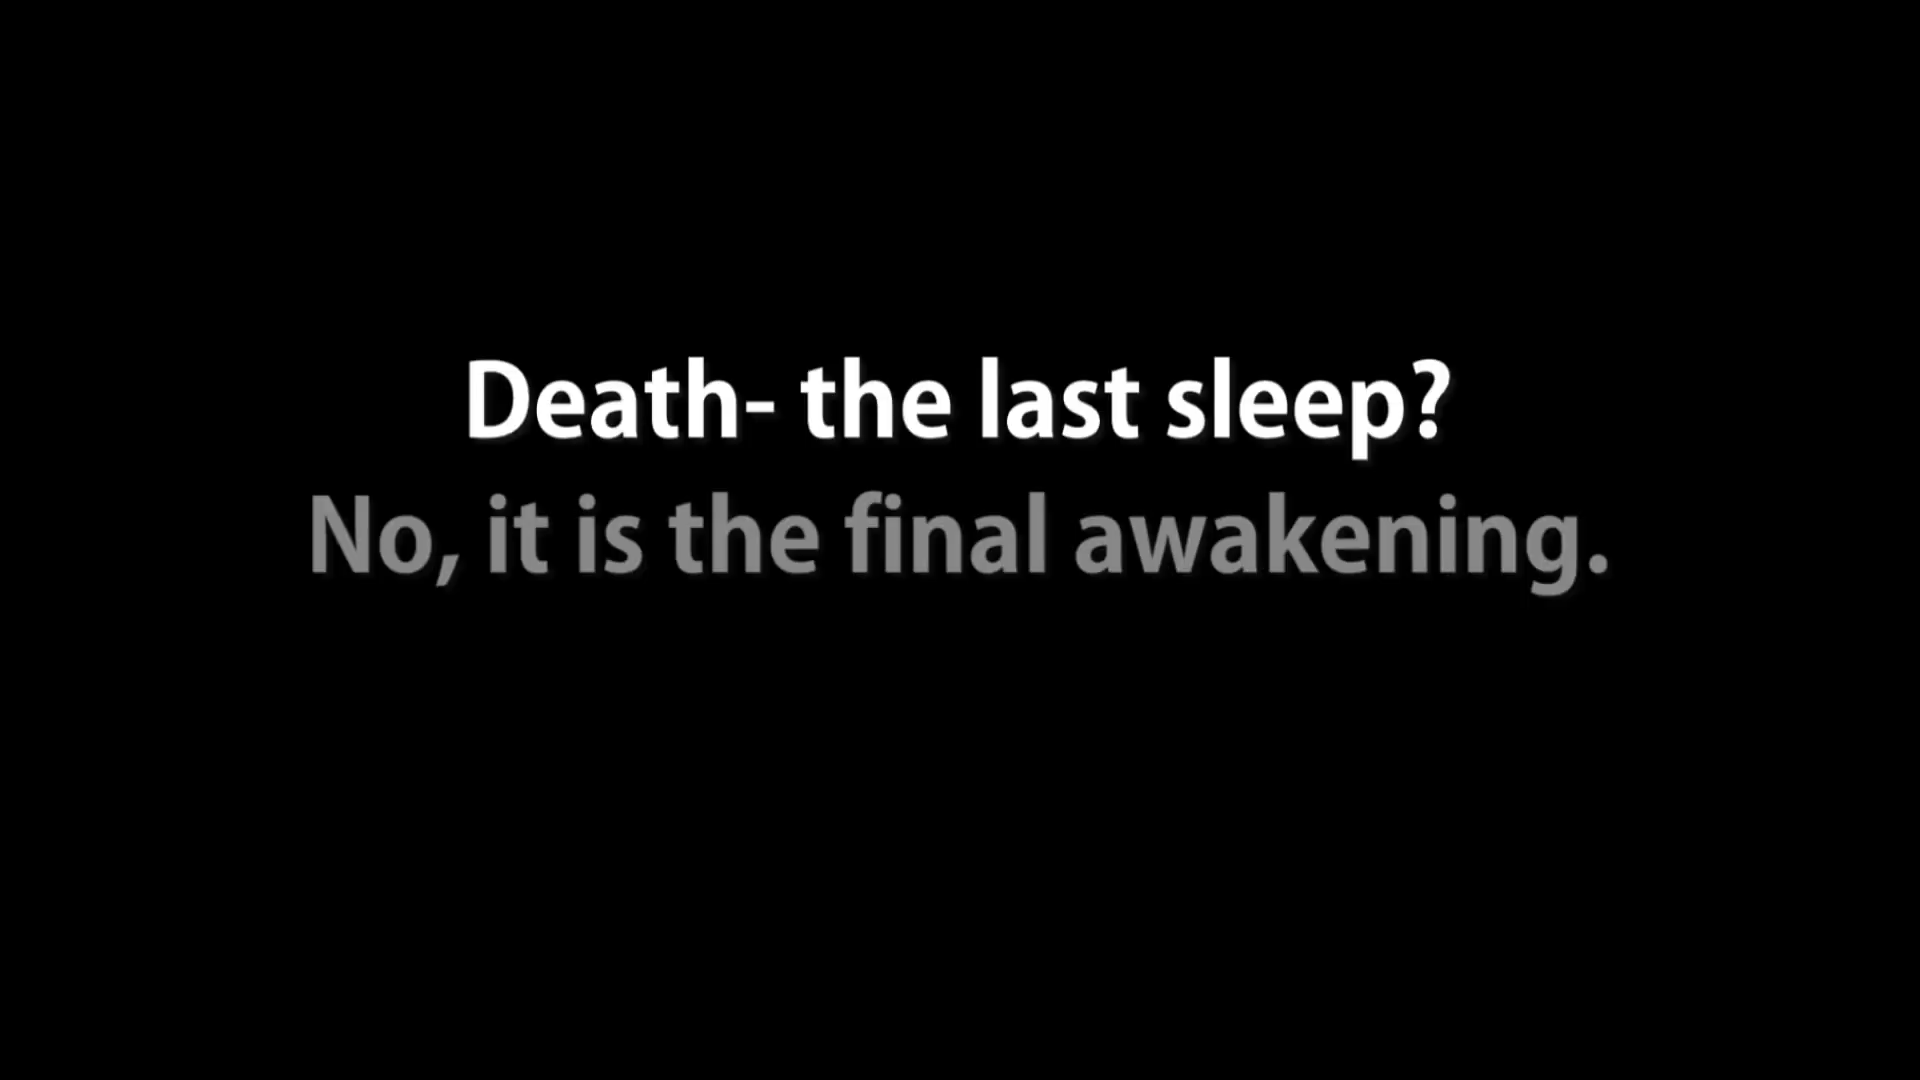 Death- the last sleep?
No, it is the final awakening.